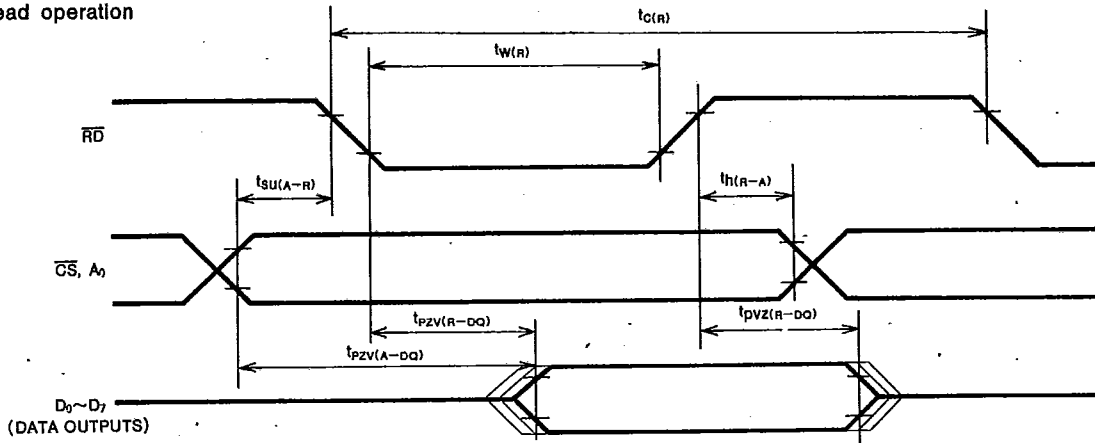 ead operation
tC(R)
tW(R)
RD
tSU(A-R)
th(R-A)
CS, A0
tPZV(R-DQ)
tPVZ(R-DQ)
tPZV(A-DQ)
D0~D7
(DATA OUTPUTS)